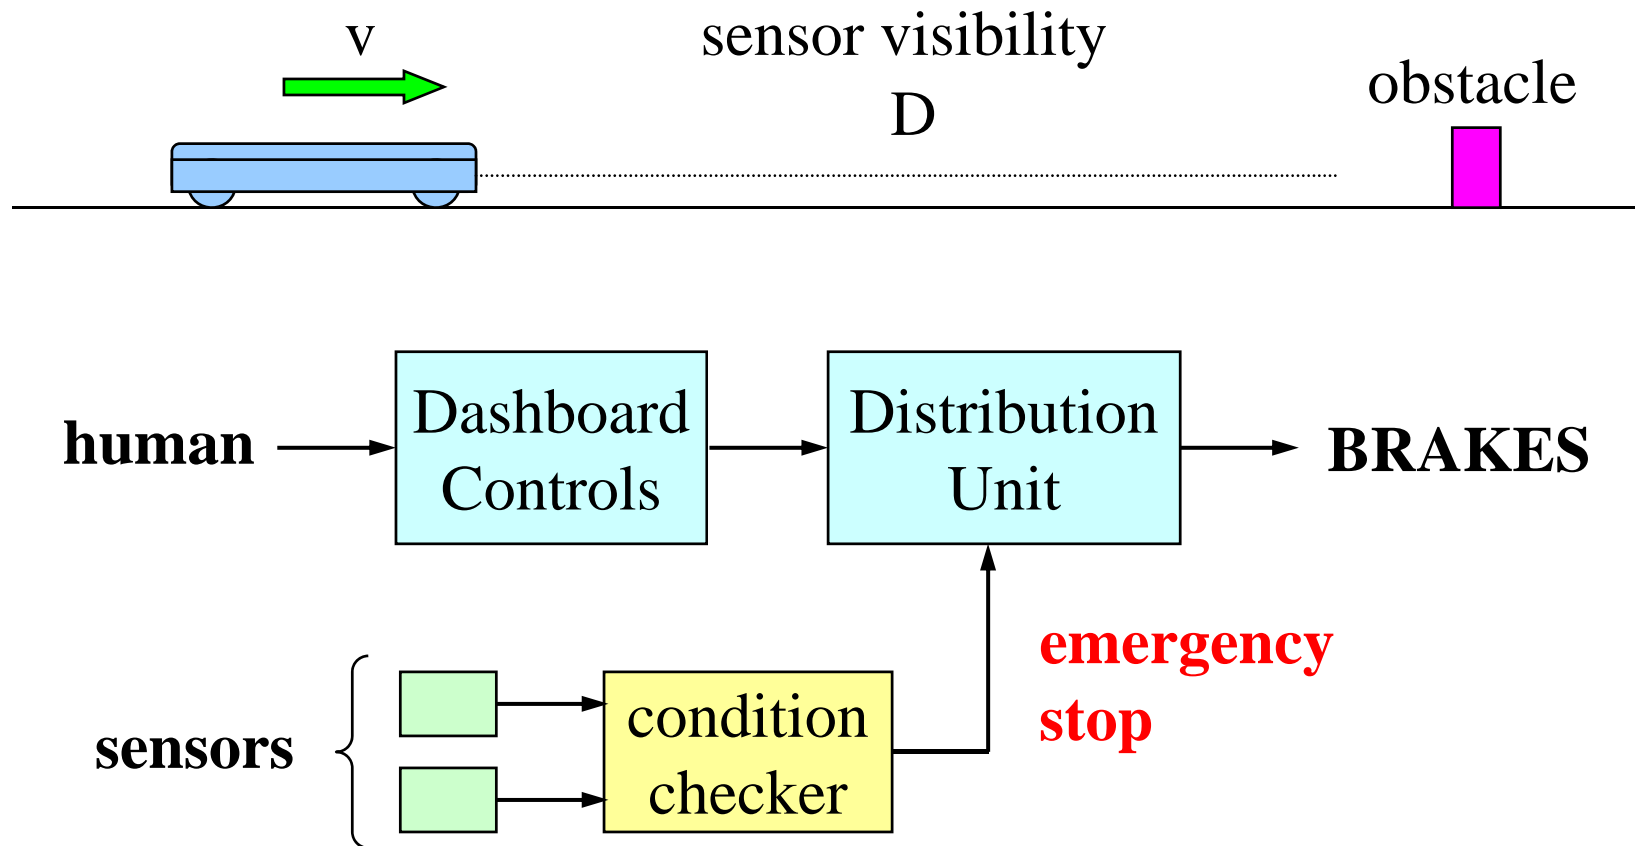 v
sensor visibility
D
obstacle
human
Dashboard
Controls
Distribution
Unit
BRAKES
emergency
stop
sensors
condition
checker